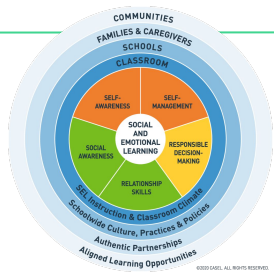 COMMUNITIES
FAMILIES & CAREGIVERS
SCHOOLS
CLASSROOM
SELF-
AWARENESS
SELF-
MANAGEMENT
SOCIAL
AND
EMOTIONAL
LEARNING
SOCIAL
AWARENESS
RESPONSIBLE
DECISION-
MAKING
RELATIONSHIP
SKILLS
SEL Instruction & Classroom Climate
Schoolwide Culture, Practices & Policies
Authentic Partnerships
Aligned Learning Opportunities
©2020 CASEL. ALL RIGHTS RESERVED.